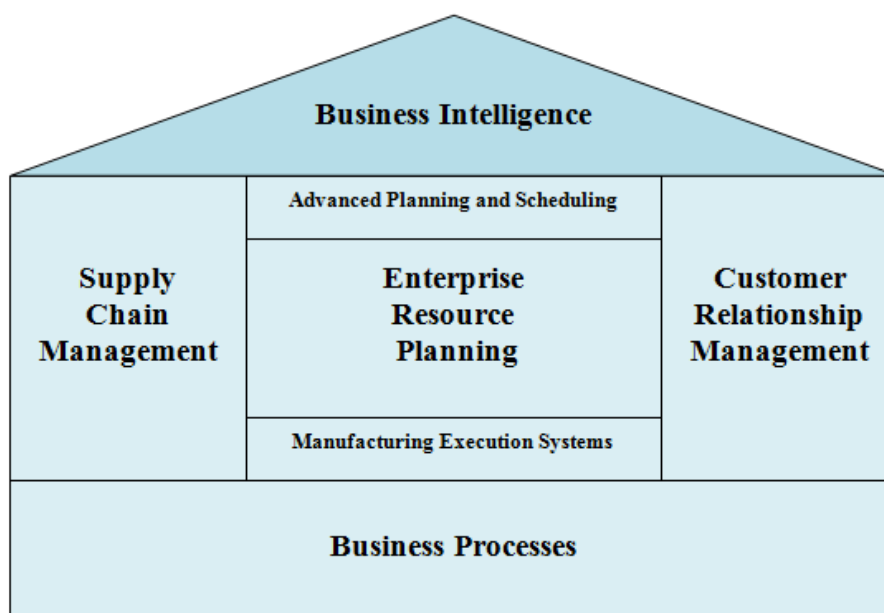 Business Intelligence
Advanced Planning and Scheduling
Supply
Chain
Management
Enterprise
Resource
Planning
Customer
Relationship
Management
Manufacturing Execution Systems
Business Processes